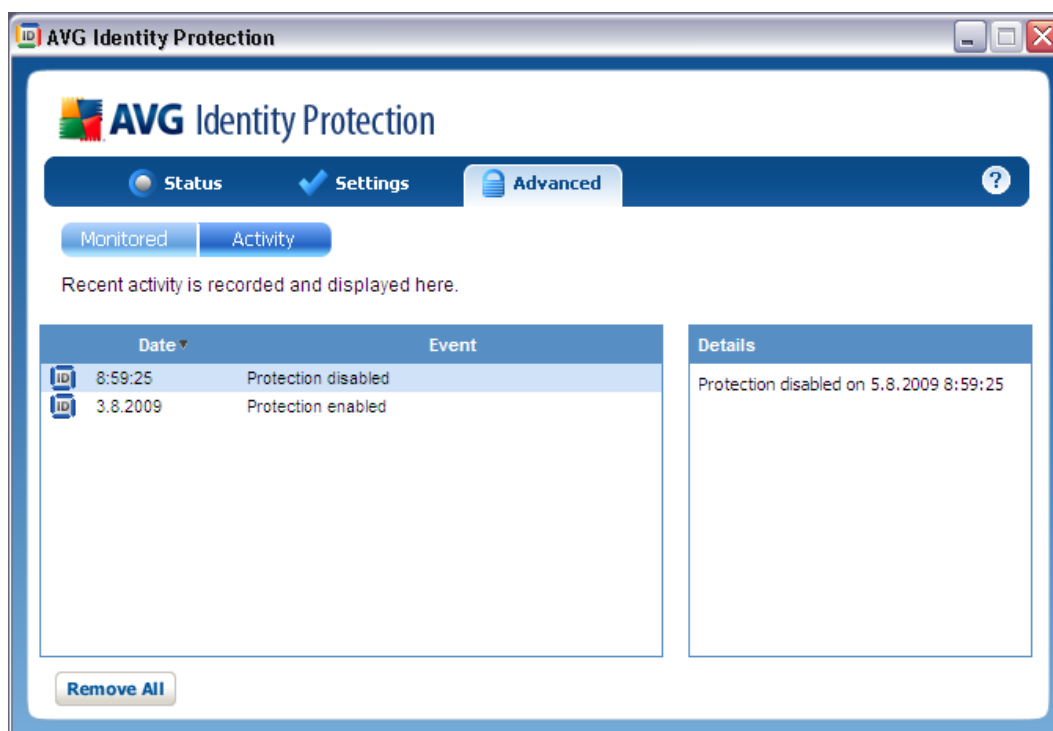 AVG Identity Protection
AVG Identity Protection
Status Settings Advanced ?
Monitored Activity
Recent activity is recorded and displayed here.
Date Event Details
ID 8:59:25 Protection disabled Protection disabled on 5.8.2009 8:59:25
ID 3.8.2009 Protection enabled
Remove All